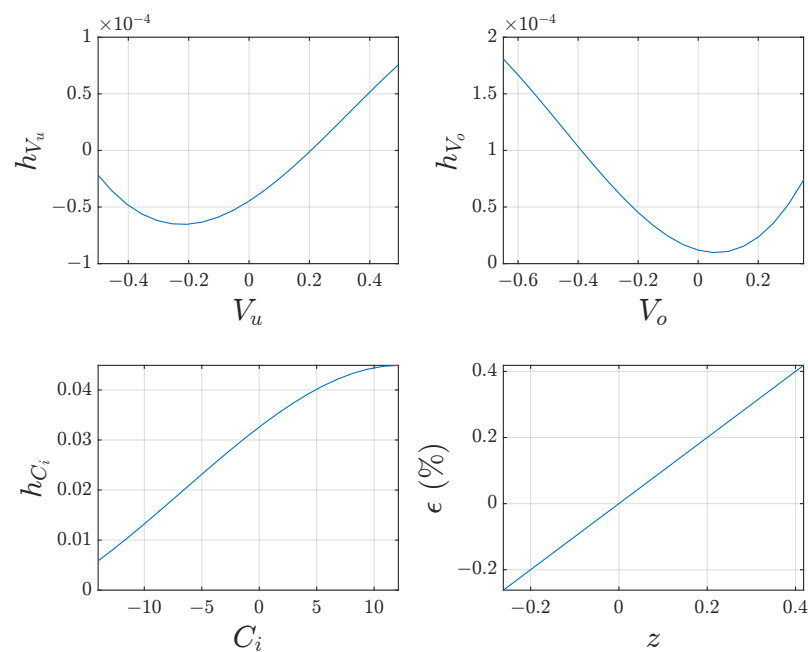 ×10⁻⁴
1
0.5
0
−0.5
−1
h_{V_u}
−0.4 −0.2 0 0.2 0.4
V_u
×10⁻⁴
2
1.5
1
0.5
0
h_{V_o}
−0.6 −0.4 −0.2 0 0.2
V_o
0.04
0.03
0.02
0.01
0
h_{C_i}
−10 −5 0 5 10
C_i
0.4
0.2
0
−0.2
ϵ (%)
−0.2 0 0.2 0.4
z